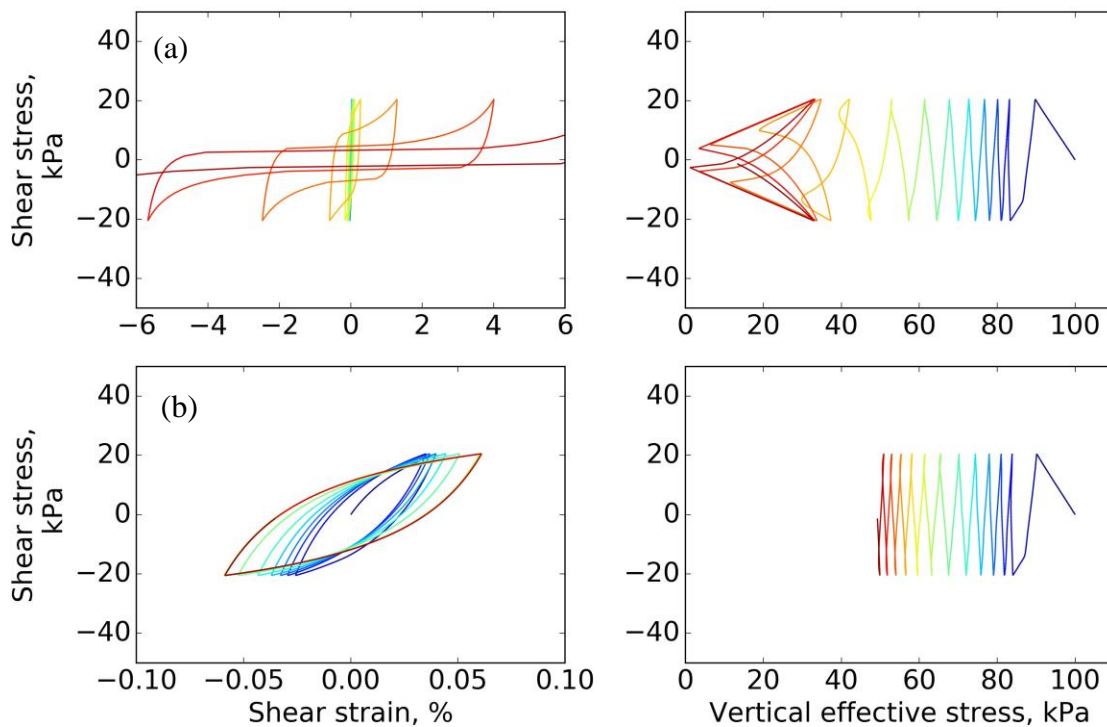 40
20
0
−20
−40
Shear stress,
kPa
(a)
−6 −4 −2 0 2 4 6
40
20
0
−20
−40
0 20 40 60 80 100
40
20
0
−20
−40
Shear stress,
kPa
(b)
−0.10 −0.05 0.00 0.05 0.10
Shear strain, %
40
20
0
−20
−40
0 20 40 60 80 100
Vertical effective stress, kPa